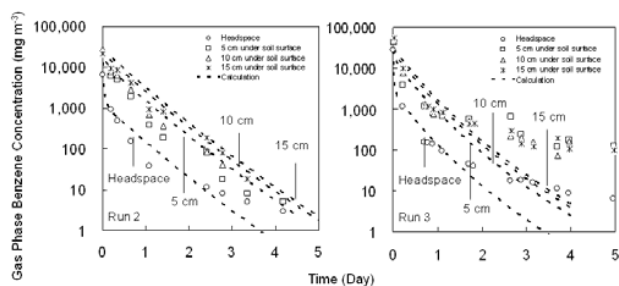 Gas Phase Benzene Concentration (mg m⁻³)
100,000
10,000
1,000
100
10
1
Headspace
5 cm under soil surface
10 cm under soil surface
15 cm under soil surface
Calculation
10 cm
15 cm
Headspace
5 cm
Run 2
0 1 2 3 4 5
100,000
10,000
1,000
100
10
1
Headspace
5 cm under soil surface
10 cm under soil surface
15 cm under soil surface
Calculation
10 cm
15 cm
Headspace
5 cm
Run 3
0 1 2 3 4 5
Time (Day)